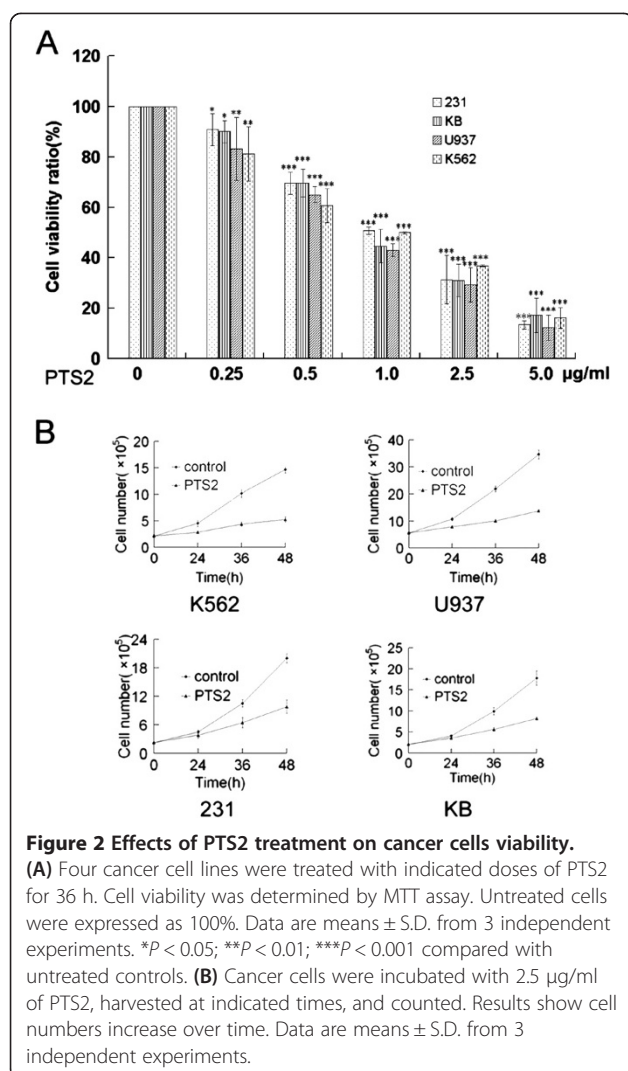 A
Cell viability ratio(%)
120
100
80
60
40
20
0
231
KB
U937
K562
* * ** **
*** *** *** ***
*** *** *** ***
*** *** *** ***
*** *** *** ***
PTS2 0 0.25 0.5 1.0 2.5 5.0 µg/ml
B
Cell number( ×10⁵)
20
15
10
5
0
control
PTS2
0 24 36 48
Time(h)
K562
Cell number( ×10⁵)
40
30
20
10
0
control
PTS2
0 24 36 48
Time(h)
U937
Cell number( ×10⁵)
24
18
12
6
0
control
PTS2
0 24 36 48
Time(h)
231
Cell number( ×10⁵)
25
20
15
10
5
0
control
PTS2
0 24 36 48
Time(h)
KB
Figure 2 Effects of PTS2 treatment on cancer cells viability.
(A) Four cancer cell lines were treated with indicated doses of PTS2
for 36 h. Cell viability was determined by MTT assay. Untreated cells
were expressed as 100%. Data are means ± S.D. from 3 independent
experiments. *P < 0.05; **P < 0.01; ***P < 0.001 compared with
untreated controls. (B) Cancer cells were incubated with 2.5 µg/ml
of PTS2, harvested at indicated times, and counted. Results show cell
numbers increase over time. Data are means ± S.D. from 3
independent experiments.